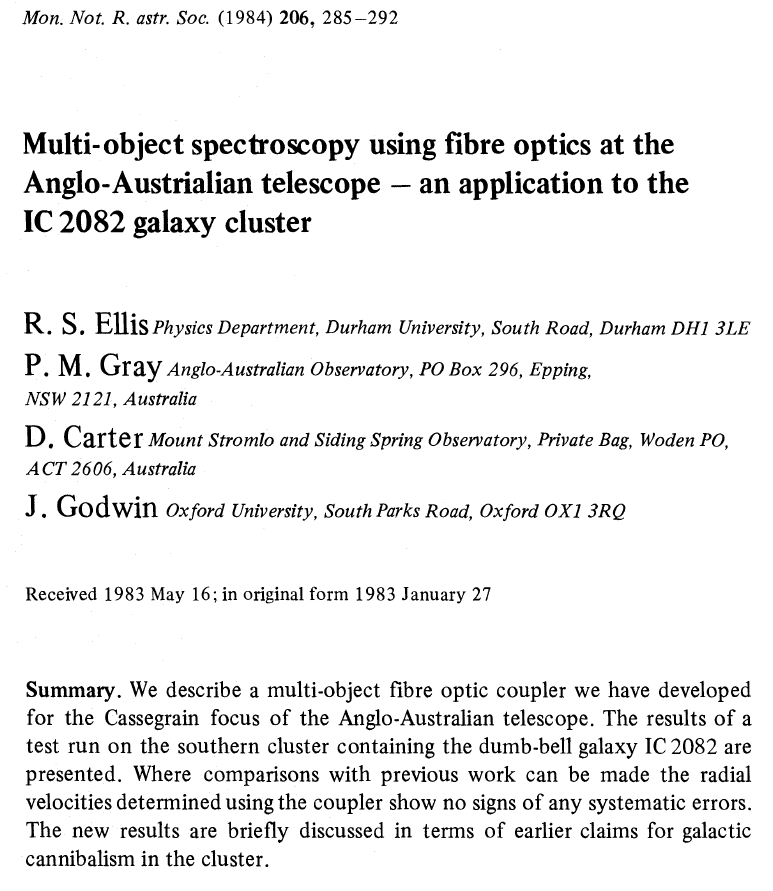 Mon. Not. R. astr. Soc. (1984) 206, 285–292
Multi-object spectroscopy using fibre optics at the
Anglo-Austrialian telescope – an application to the
IC 2082 galaxy cluster
R. S. Ellis Physics Department, Durham University, South Road, Durham DH1 3LE
P. M. Gray Anglo-Australian Observatory, PO Box 296, Epping,
NSW 2121, Australia
D. Carter Mount Stromlo and Siding Spring Observatory, Private Bag, Woden PO,
ACT 2606, Australia
J. Godwin Oxford University, South Parks Road, Oxford OX1 3RQ
Received 1983 May 16; in original form 1983 January 27
Summary. We describe a multi-object fibre optic coupler we have developed
for the Cassegrain focus of the Anglo-Australian telescope. The results of a
test run on the southern cluster containing the dumb-bell galaxy IC 2082 are
presented. Where comparisons with previous work can be made the radial
velocities determined using the coupler show no signs of any systematic errors.
The new results are briefly discussed in terms of earlier claims for galactic
cannibalism in the cluster.